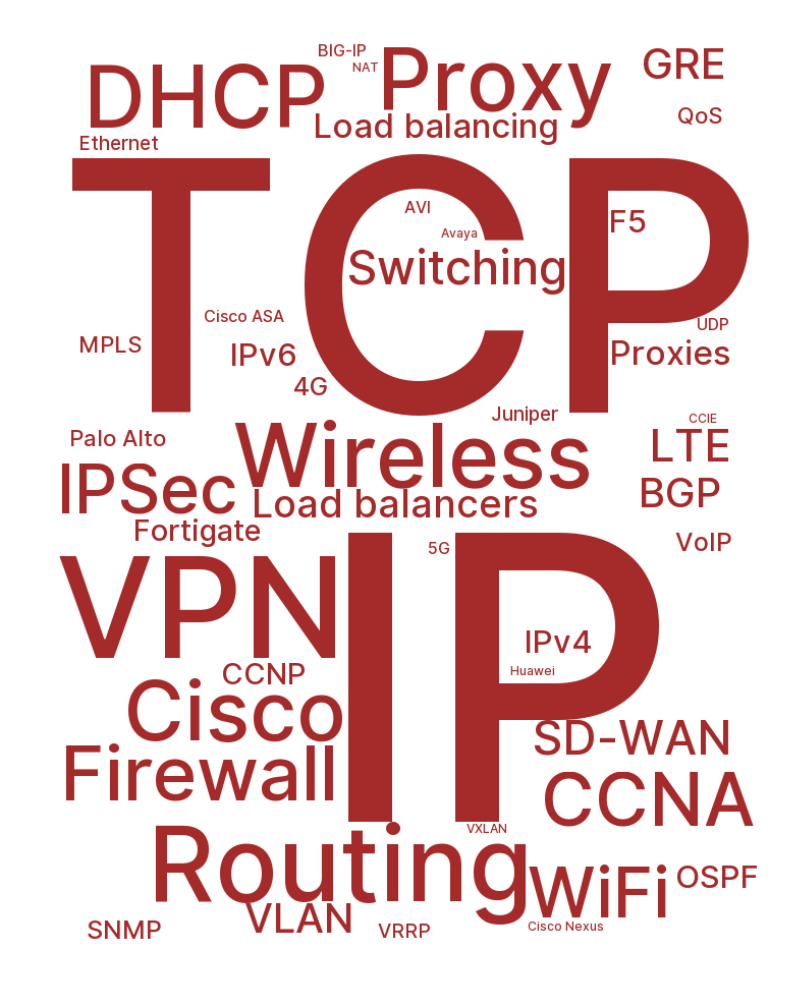 BIG-IP
NAT
DHCP
Proxy
GRE
Load balancing
QoS
Ethernet
TCP
AVI
F5
Avaya
Switching
Cisco ASA
UDP
MPLS
IPv6
Proxies
4G
Juniper
CCIE
Palo Alto
Wireless
LTE
IPSec
Load balancers
BGP
Fortigate
VoIP
5G
VPN
IP
IPv4
Huawei
CCNP
Cisco
SD-WAN
Firewall
CCNA
VXLAN
Routing
WiFi
OSPF
VLAN
Cisco Nexus
SNMP
VRRP